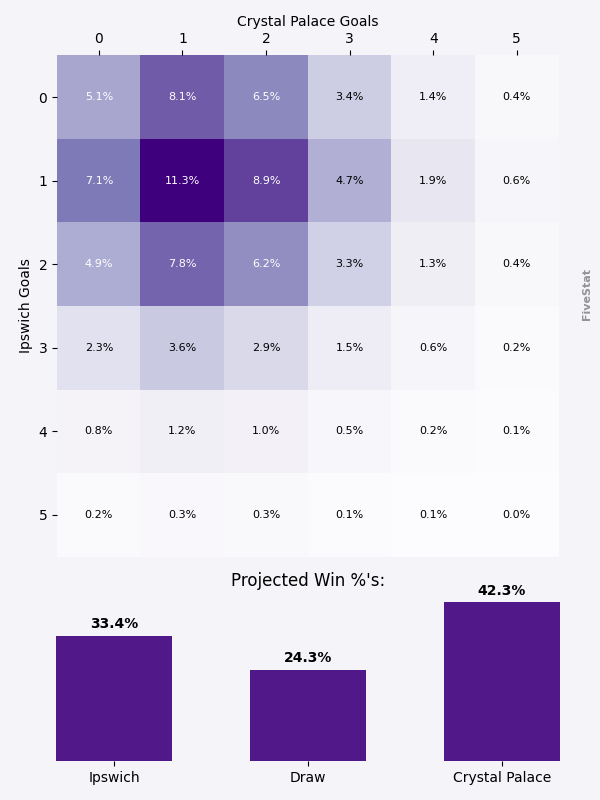 Crystal Palace Goals
0 1 2 3 4 5
0 5.1% 8.1% 6.5% 3.4% 1.4% 0.4%
1 7.1% 11.3% 8.9% 4.7% 1.9% 0.6%
2 4.9% 7.8% 6.2% 3.3% 1.3% 0.4%
3 2.3% 3.6% 2.9% 1.5% 0.6% 0.2%
4 0.8% 1.2% 1.0% 0.5% 0.2% 0.1%
5 0.2% 0.3% 0.3% 0.1% 0.1% 0.0%
Ipswich Goals
FiveStat
Projected Win %'s:
33.4% 24.3% 42.3%
Ipswich Draw Crystal Palace